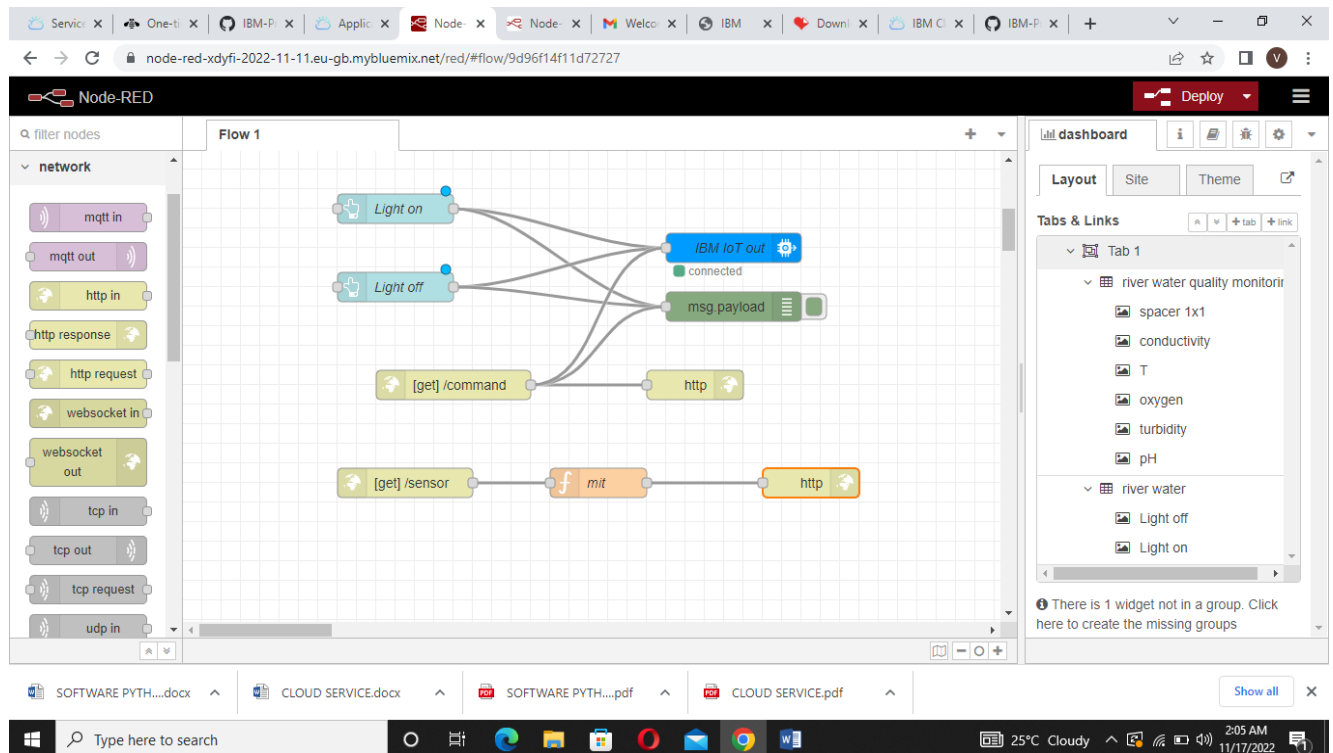 Service
One-ti
IBM-P
Applic
Node-
Node-
Welco
IBM
Downl
IBM Cl
IBM-P
node-red-xdyfi-2022-11-11.eu-gb.mybluemix.net/red/#flow/9d96f14f11d72727
V
Node-RED
Deploy
filter nodes
Flow 1
dashboard
network
mqtt in
mqtt out
http in
http response
http request
websocket in
websocket
out
tcp in
tcp out
tcp request
udp in
Light on
Light off
IBM IoT out
connected
msg.payload
[get] /command
http
[get] /sensor
mit
http
Layout
Site
Theme
Tabs & Links
+ tab
+ link
Tab 1
river water quality monitorin
spacer 1x1
conductivity
T
oxygen
turbidity
pH
river water
Light off
Light on
There is 1 widget not in a group. Click
here to create the missing groups
SOFTWARE PYTH....docx
CLOUD SERVICE.docx
SOFTWARE PYTH....pdf
CLOUD SERVICE.pdf
Show all
Type here to search
25°C Cloudy
2:05 AM
11/17/2022